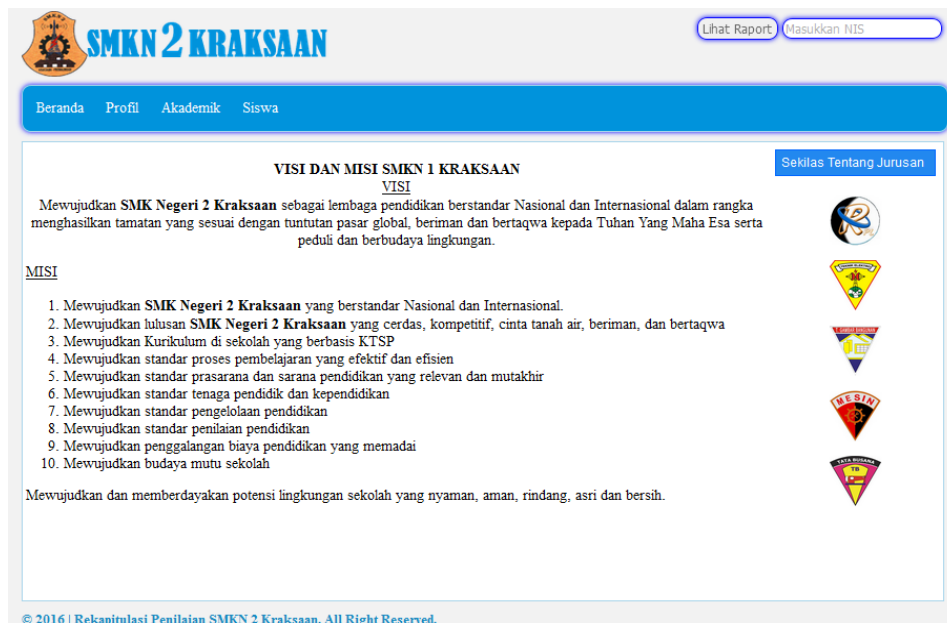 SMKN 2 KRAKSAAN
Lihat Raport
Masukkan NIS
Beranda Profil Akademik Siswa
VISI DAN MISI SMKN 1 KRAKSAAN
VISI
Mewujudkan SMK Negeri 2 Kraksaan sebagai lembaga pendidikan berstandar Nasional dan Internasional dalam rangka
menghasilkan tamatan yang sesuai dengan tuntutan pasar global, beriman dan bertaqwa kepada Tuhan Yang Maha Esa serta
peduli dan berbudaya lingkungan.
MISI
1. Mewujudkan SMK Negeri 2 Kraksaan yang berstandar Nasional dan Internasional.
2. Mewujudkan lulusan SMK Negeri 2 Kraksaan yang cerdas, kompetitif, cinta tanah air, beriman, dan bertaqwa
3. Mewujudkan Kurikulum di sekolah yang berbasis KTSP
4. Mewujudkan standar proses pembelajaran yang efektif dan efisien
5. Mewujudkan standar prasarana dan sarana pendidikan yang relevan dan mutakhir
6. Mewujudkan standar tenaga pendidik dan kependidikan
7. Mewujudkan standar pengelolaan pendidikan
8. Mewujudkan standar penilaian pendidikan
9. Mewujudkan penggalangan biaya pendidikan yang memadai
10. Mewujudkan budaya mutu sekolah
Mewujudkan dan memberdayakan potensi lingkungan sekolah yang nyaman, aman, rindang, asri dan bersih.
Sekilas Tentang Jurusan
MESIN
TATA BUSANA
TB
© 2016 | Rekapitulasi Penilaian SMKN 2 Kraksaan. All Right Reserved.